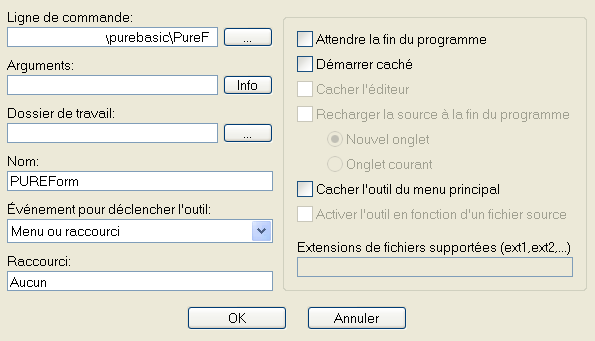 Ligne de commande:
\purebasic\PureF
...
Arguments:
Info
Dossier de travail:
...
Nom:
PUREForm
Événement pour déclencher l'outil:
Menu ou raccourci
Raccourci:
Aucun
Attendre la fin du programme
Démarrer caché
Cacher l'éditeur
Recharger la source à la fin du programme
Nouvel onglet
Onglet courant
Cacher l'outil du menu principal
Activer l'outil en fonction d'un fichier source
Extensions de fichiers supportées (ext1,ext2,...)
OK
Annuler